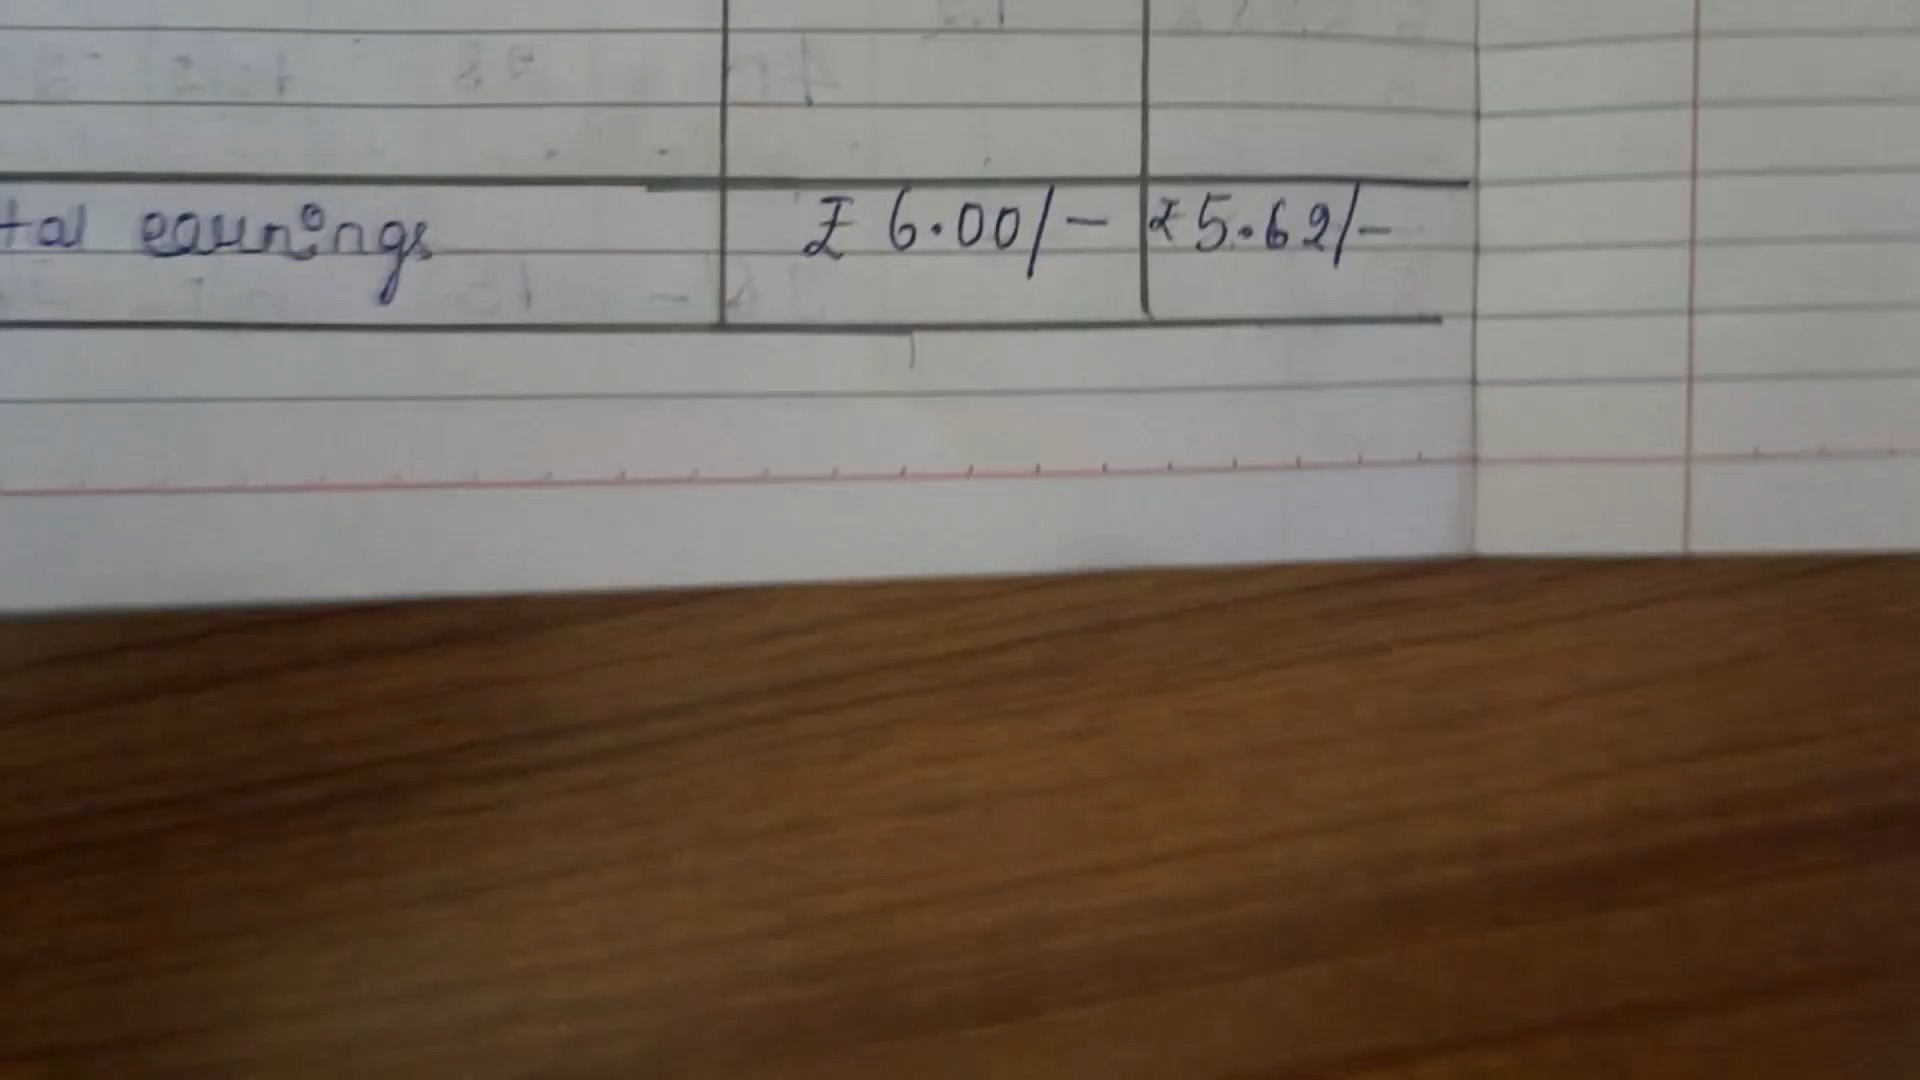 tal earnings ₹ 6.00/- ₹5.62/-